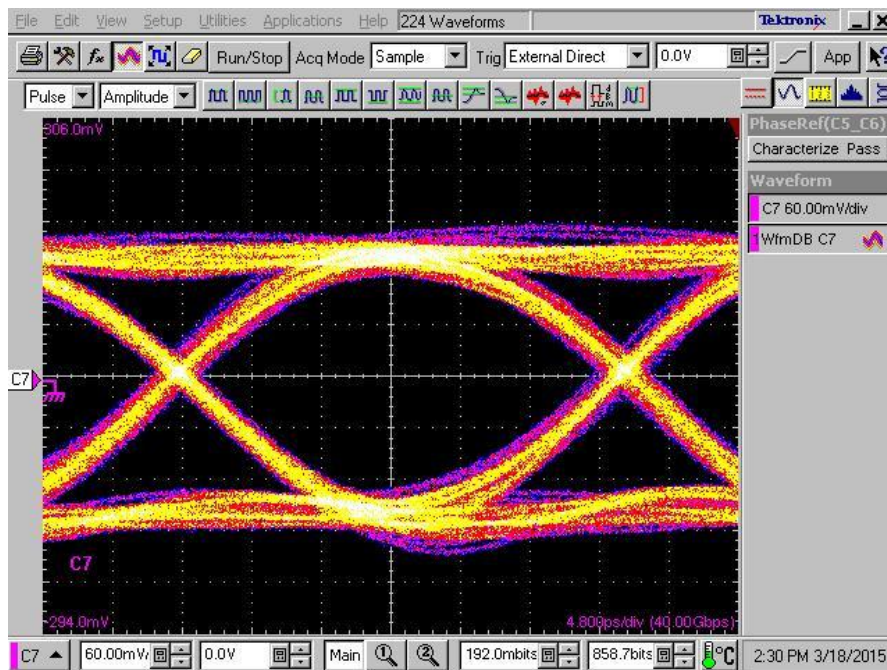 File Edit View Setup Utilities Applications Help 224 Waveforms Tektronix
Run/Stop Acq Mode Sample Trig External Direct 0.0V App
Pulse Amplitude
306.0mV
PhaseRef(C5_C6)
Characterize Pass
Waveform
C7 60.00mV/div
1 WfmDB C7
C7
C7
-294.0mV 4.800ps/div (40.00Gbps)
C7 60.00mV/ 0.0V Main 1 2 192.0mbits 858.7bits °C 2:30 PM 3/18/2015